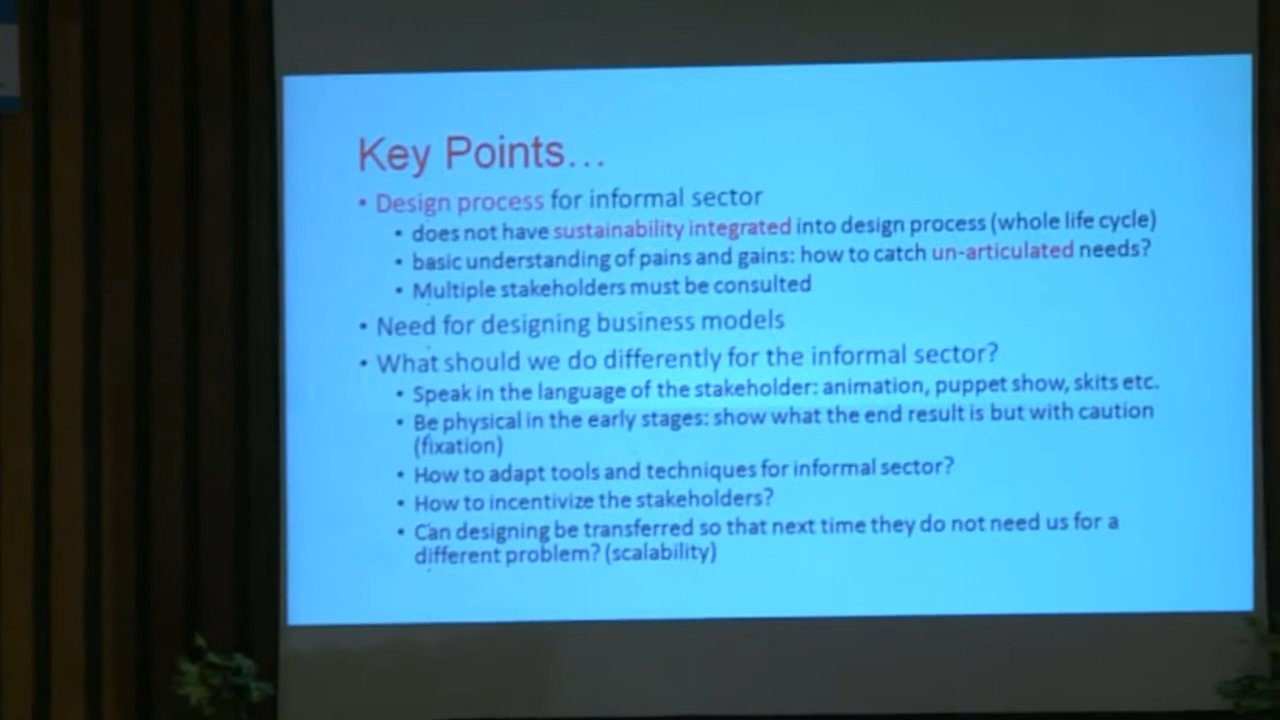 Key Points...
• Design process for informal sector
• does not have sustainability integrated into design process (whole life cycle)
• basic understanding of pains and gains: how to catch un-articulated needs?
• Multiple stakeholders must be consulted
• Need for designing business models
• What should we do differently for the informal sector?
• Speak in the language of the stakeholder: animation, puppet show, skits etc.
• Be physical in the early stages: show what the end result is but with caution
(fixation)
• How to adapt tools and techniques for informal sector?
• How to incentivize the stakeholders?
• Can designing be transferred so that next time they do not need us for a
different problem? (scalability)